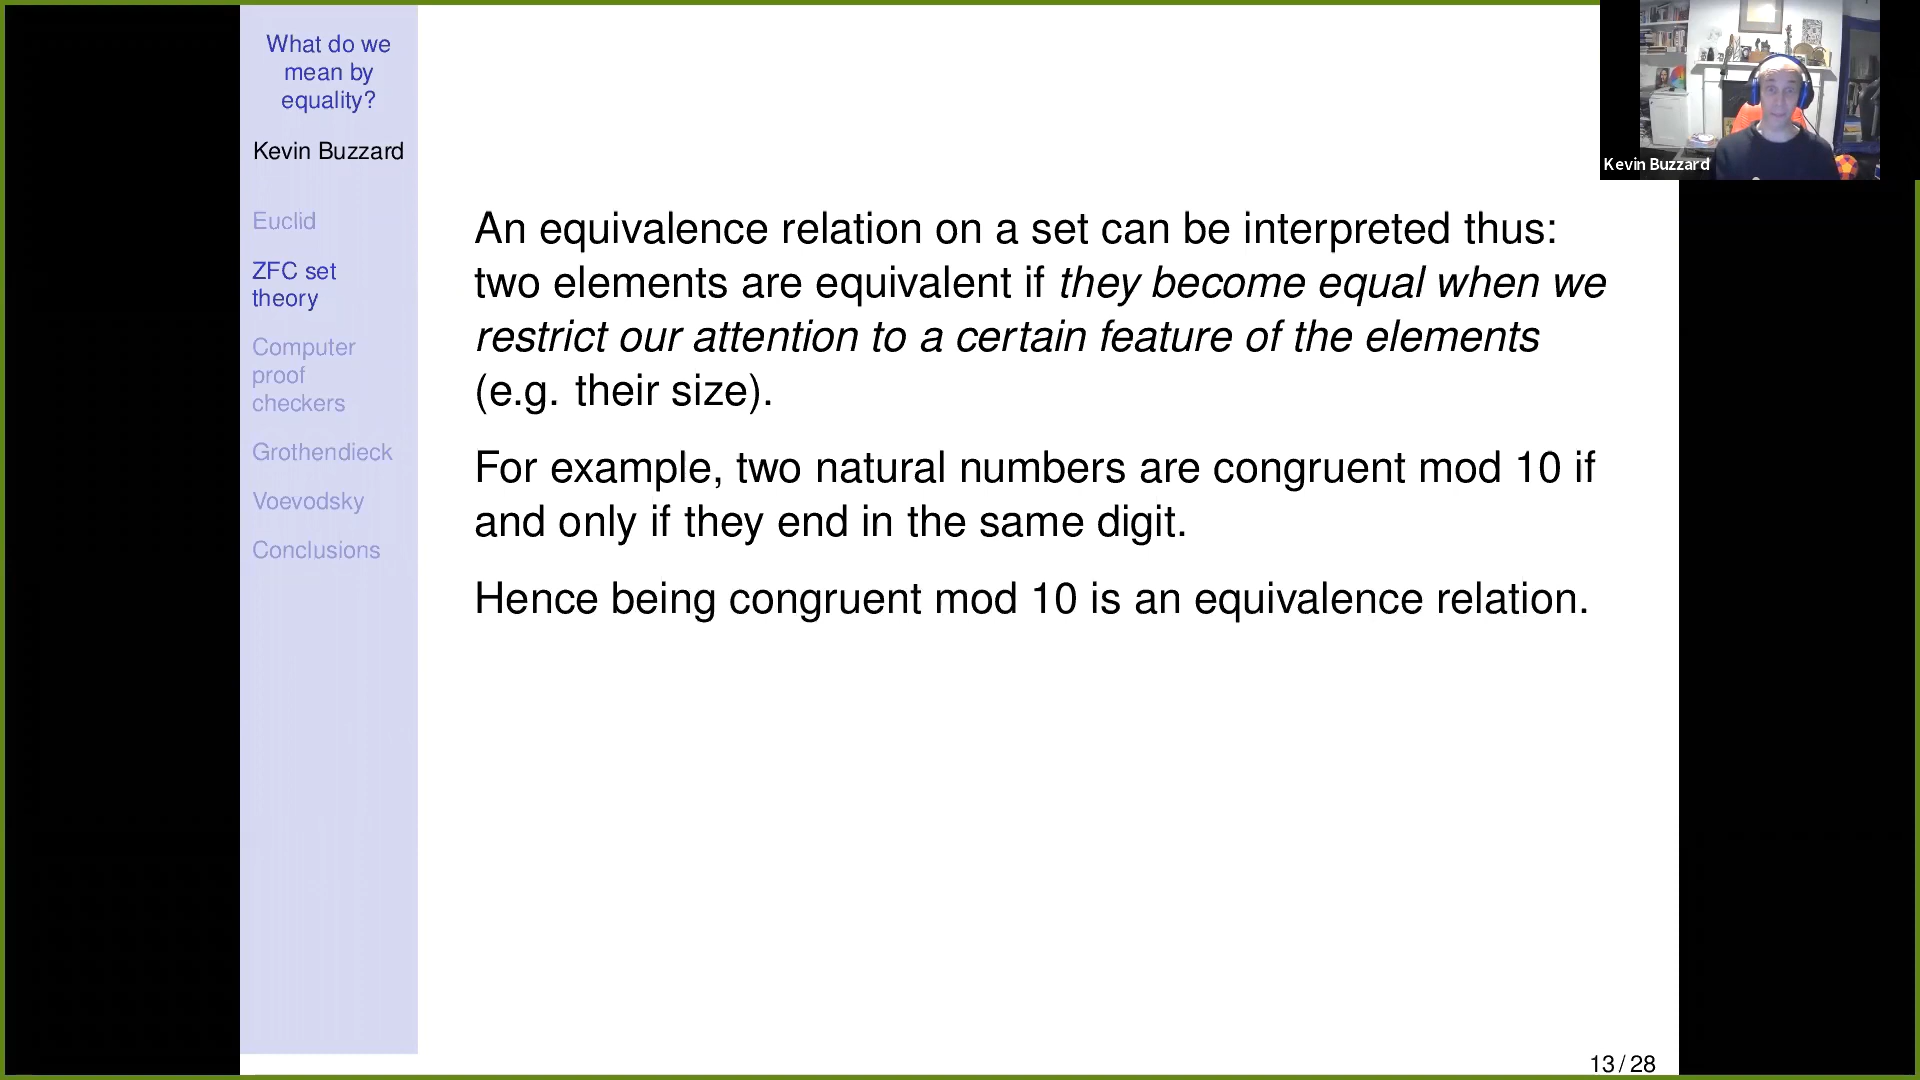 What do we
mean by
equality?
Kevin Buzzard
Euclid
ZFC set
theory
Computer
proof
checkers
Grothendieck
Voevodsky
Conclusions
An equivalence relation on a set can be interpreted thus:
two elements are equivalent if they become equal when we
restrict our attention to a certain feature of the elements
(e.g. their size).
For example, two natural numbers are congruent mod 10 if
and only if they end in the same digit.
Hence being congruent mod 10 is an equivalence relation.
13 / 28
Kevin Buzzard